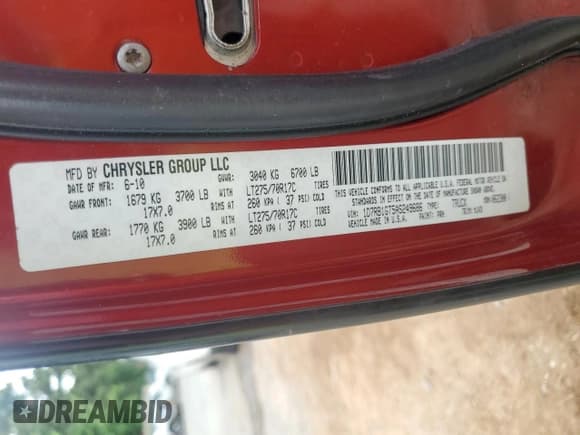 MFD BY CHRYSLER GROUP LLC
DATE OF MFR: 6-10 GVWR: 3040 KG 6700 LB
GAWR FRONT: 1679 KG 3700 LB LT275/70R17C TIRES
17X7.0 RIMS AT 260 KPA ( 37 PSI) COLD
GAWR REAR: 1770 KG 3900 LB LT275/70R17C TIRES
17X7.0 RIMS AT 260 KPA ( 37 PSI) COLD
THIS VEHICLE CONFORMS TO ALL APPLICABLE U.S.A. FEDERAL MOTOR VEHICLE
STANDARDS IN EFFECT ON THE DATE OF MANUFACTURE SHOWN ABOVE.
VIN: TYPE: TRUCK
VEHICLE MADE IN U.S.A. PAINT: PRH TRIM:
DREAMBID